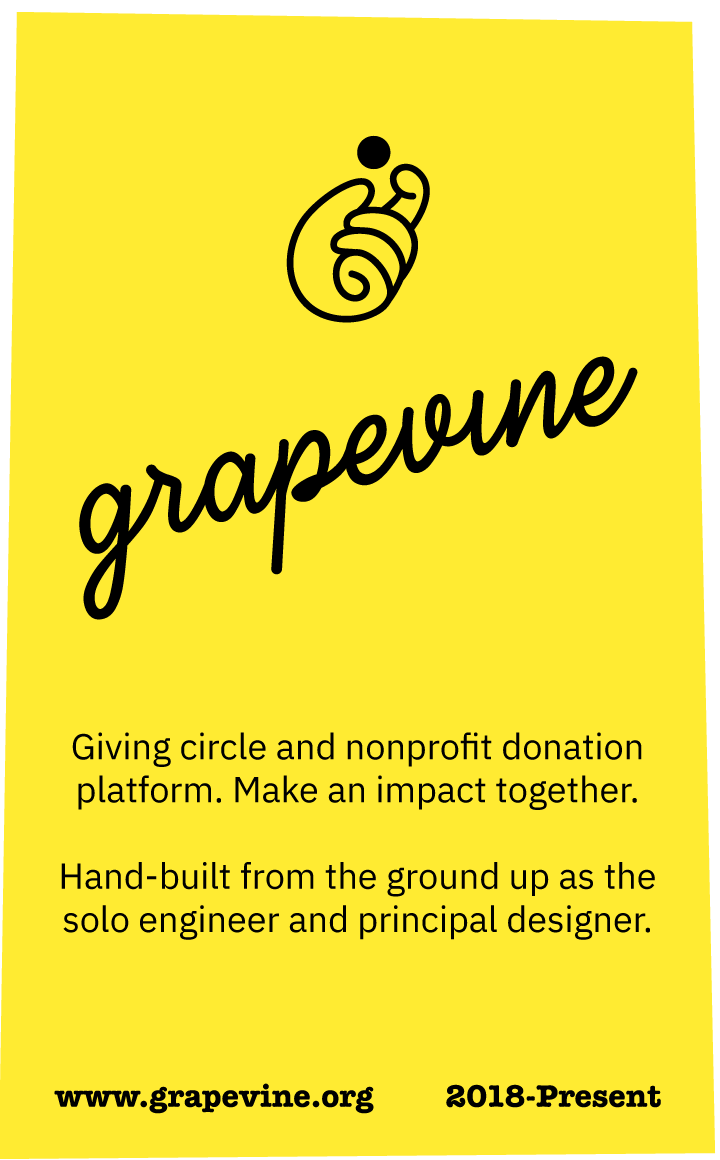 grapevine
Giving circle and nonprofit donation
platform. Make an impact together.
Hand-built from the ground up as the
solo engineer and principal designer.
www.grapevine.org 2018-Present